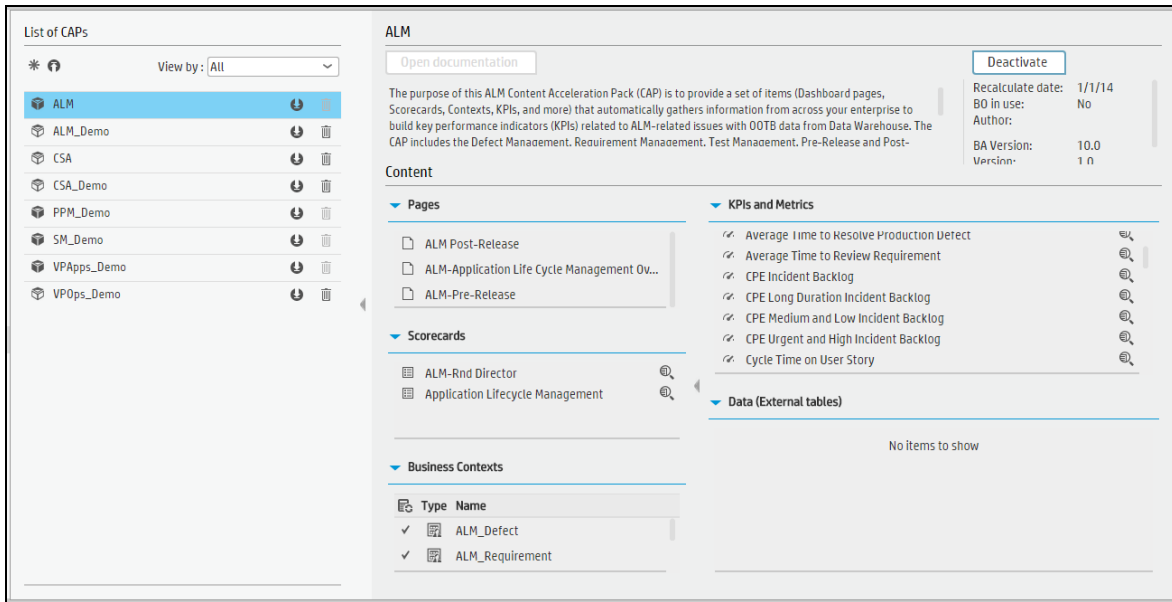 List of CAPs
View by : All
ALM
ALM_Demo
CSA
CSA_Demo
PPM_Demo
SM_Demo
VPApps_Demo
VPOps_Demo
ALM
Open documentation
Deactivate
The purpose of this ALM Content Acceleration Pack (CAP) is to provide a set of items (Dashboard pages,
Scorecards, Contexts, KPIs, and more) that automatically gathers information from across your enterprise to
build key performance indicators (KPIs) related to ALM-related issues with OOTB data from Data Warehouse. The
CAP includes the Defect Management, Requirement Management, Test Management, Pre-Release and Post-
Recalculate date: 1/1/14
BO in use: No
Author:
BA Version: 10.0
Version: 1.0
Content
Pages
ALM Post-Release
ALM-Application Life Cycle Management Ov...
ALM-Pre-Release
Scorecards
ALM-Rnd Director
Application Lifecycle Management
Business Contexts
Type Name
ALM_Defect
ALM_Requirement
KPIs and Metrics
Average Time to Resolve Production Defect
Average Time to Review Requirement
CPE Incident Backlog
CPE Long Duration Incident Backlog
CPE Medium and Low Incident Backlog
CPE Urgent and High Incident Backlog
Cycle Time on User Story
Data (External tables)
No items to show